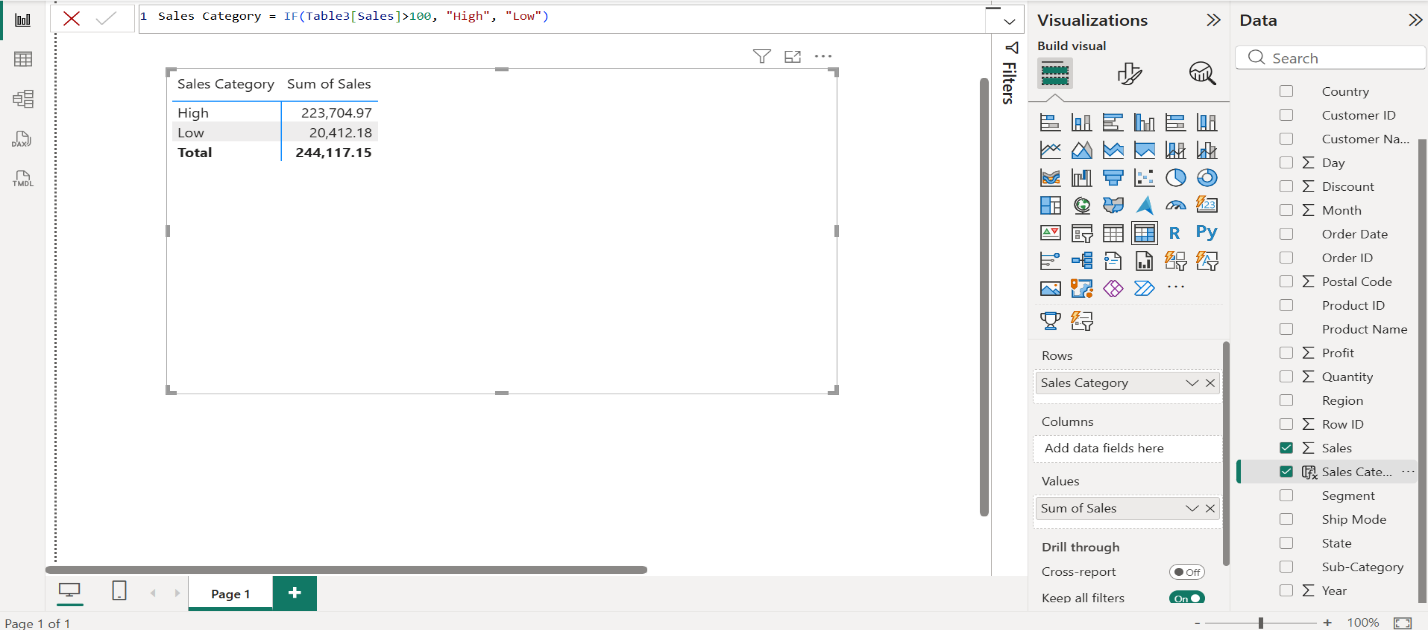 1 Sales Category = IF(Table3[Sales]>100, "High", "Low")
Sales Category Sum of Sales
High 223,704.97
Low 20,412.18
Total 244,117.15
DAX
TMDL
Filters
Visualizations
Build visual
123
R Py
...
Rows
Sales Category
Columns
Add data fields here
Values
Sum of Sales
Drill through
Cross-report Off
Keep all filters On
Data
Search
Country
Customer ID
Customer Na...
Σ Day
Σ Discount
Σ Month
Order Date
Order ID
Σ Postal Code
Product ID
Product Name
Σ Profit
Σ Quantity
Region
Σ Row ID
Σ Sales
Sales Cate... ...
Segment
Ship Mode
State
Sub-Category
Σ Year
Page 1 +
Page 1 of 1
- + 100%